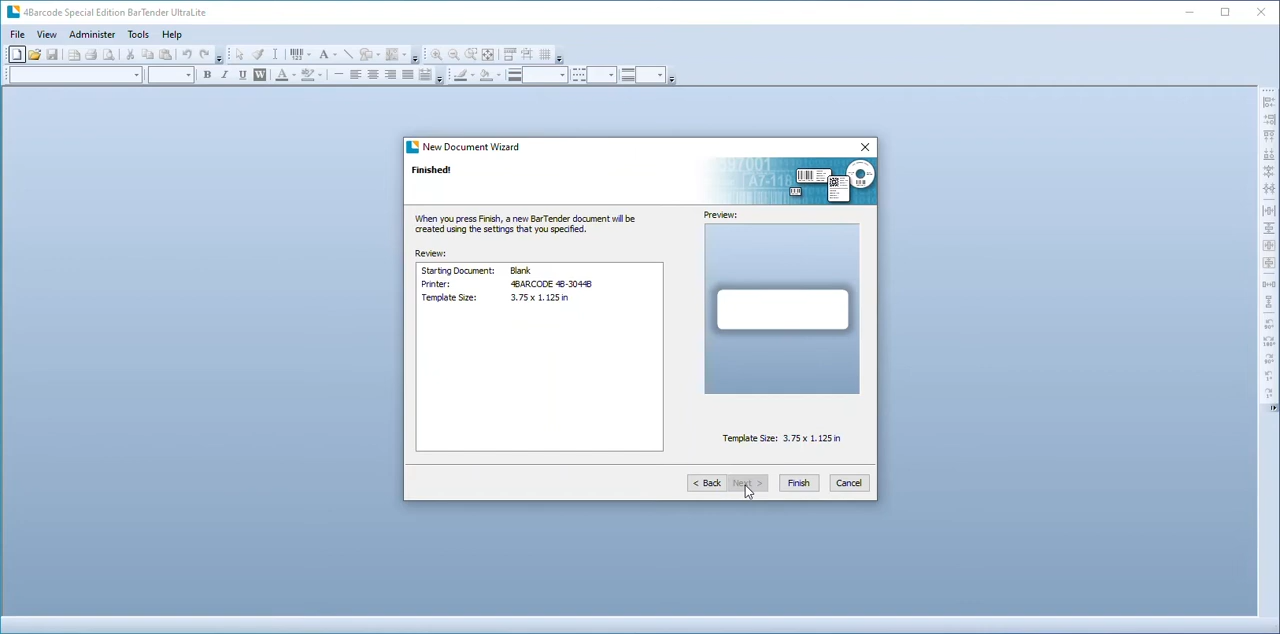 4Barcode Special Edition BarTender UltraLite
File View Administer Tools Help
B I U W A
New Document Wizard
Finished!
When you press Finish, a new BarTender document will be
created using the settings that you specified.
Preview:
Review:
Starting Document: Blank
Printer: 4BARCODE 4B-3044B
Template Size: 3.75 x 1.125 in
Template Size: 3.75 x 1.125 in
< Back Next > Finish Cancel